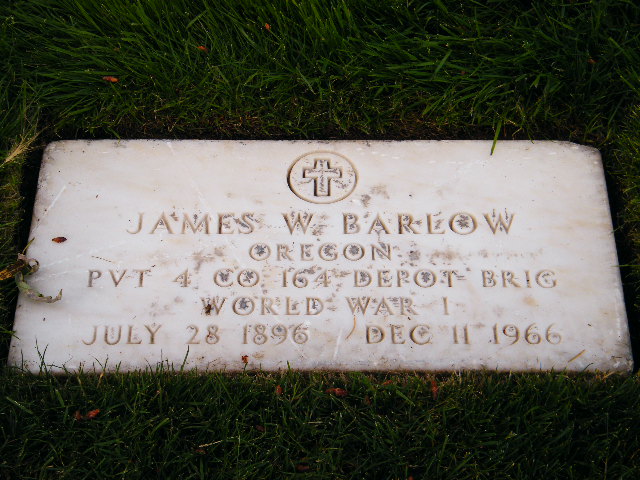 JAMES W BARLOW
OREGON
PVT 4 CO 164 DEPOT BRIG
WORLD WAR I
JULY 28 1896 DEC 11 1966